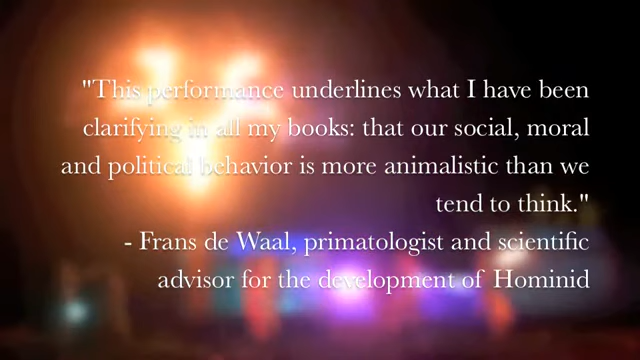 "This performance underlines what I have been
clarifying in all my books: that our social, moral
and political behavior is more animalistic than we
tend to think."
- Frans de Waal, primatologist and scientific
advisor for the development of Hominid